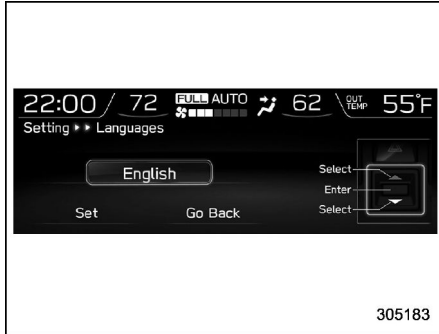 22:00 / 72 FULL AUTO 62 OUT TEMP 55°F
Setting ▸▸ Languages
English
Select
Enter
Select
Set Go Back
305183